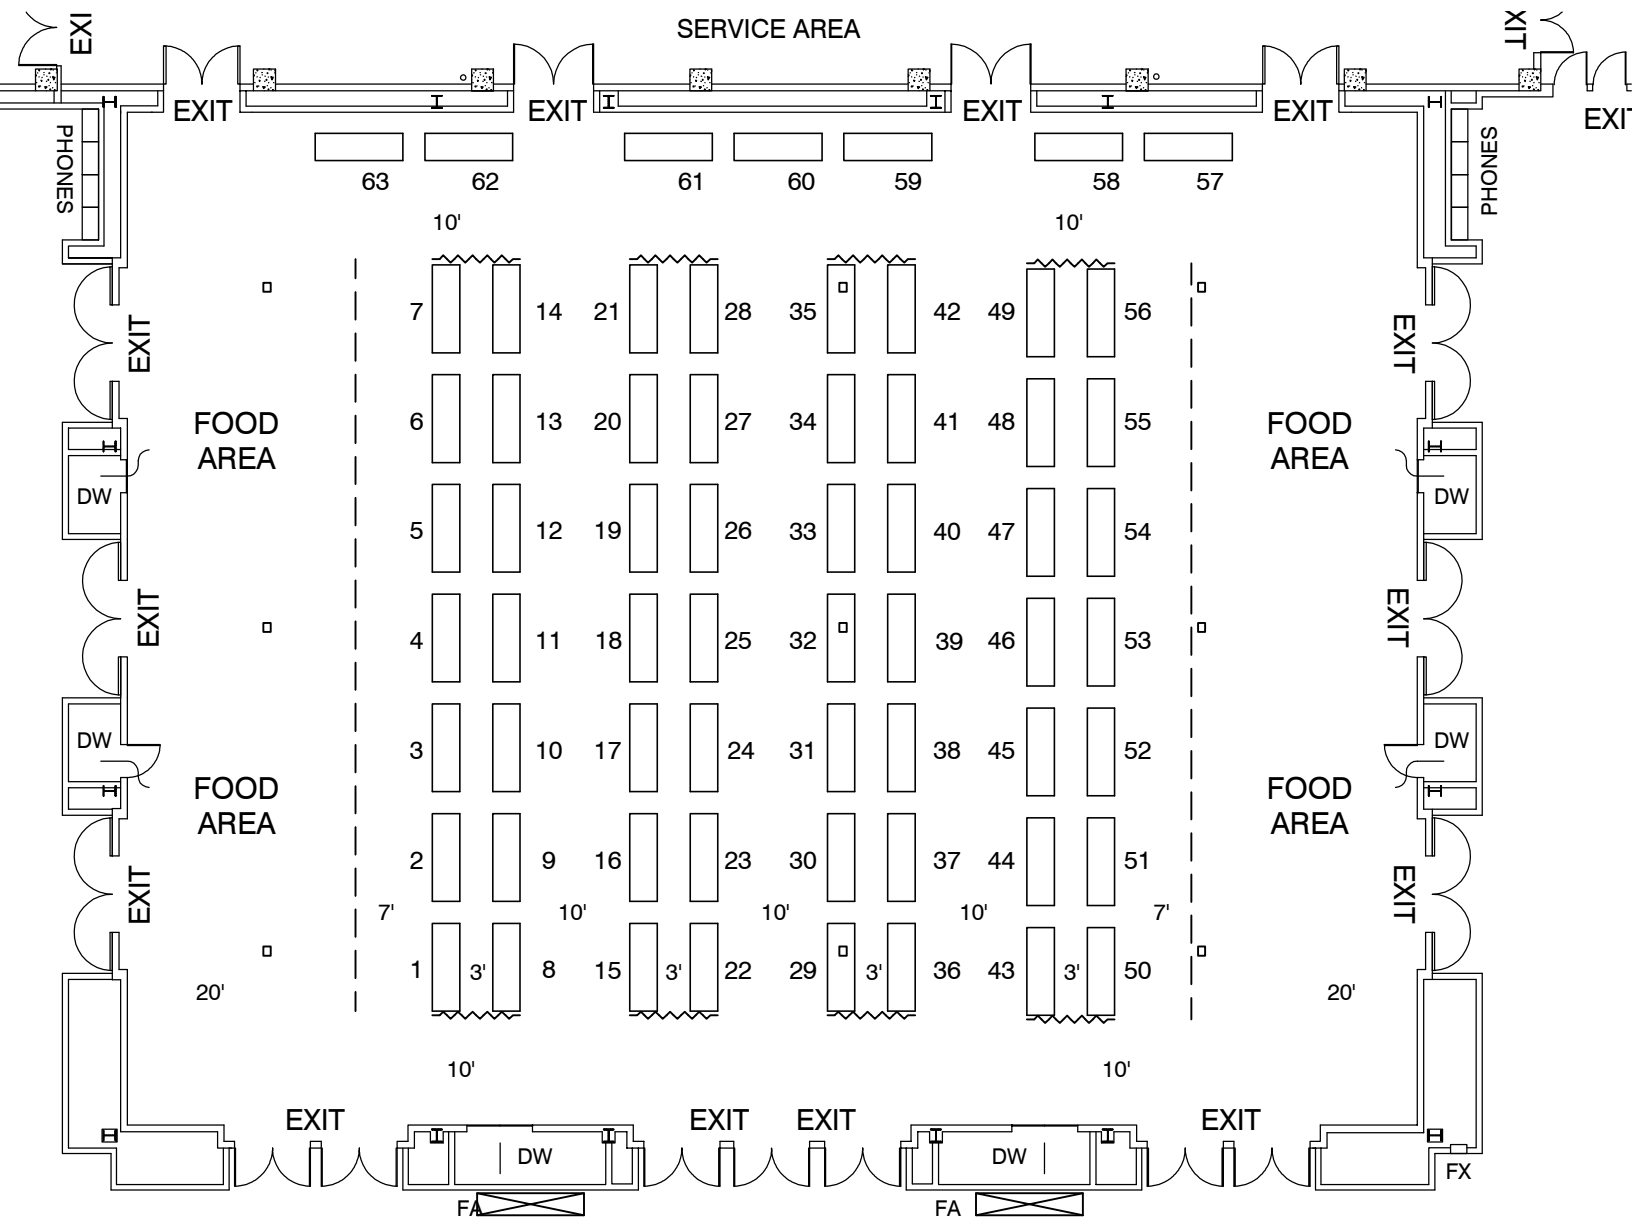 SERVICE AREA
EXI
XIT
EXIT EXIT EXIT EXIT EXIT
PHONES
PHONES
63 62 61 60 59 58 57
10' 10'
7 14 21 28 35 42 49 56
EXIT
EXIT
FOOD
AREA
6 13 20 27 34 41 48 55
FOOD
AREA
DW
DW
5 12 19 26 33 40 47 54
EXIT
EXIT
4 11 18 25 32 39 46 53
DW
DW
3 10 17 24 31 38 45 52
FOOD
AREA
FOOD
AREA
2 9 16 23 30 37 44 51
EXIT
EXIT
7' 10' 10' 10' 7'
1 3' 8 15 3' 22 29 3' 36 43 3' 50
20' 20'
10' 10'
EXIT EXIT EXIT EXIT
DW DW
FX
FA FA